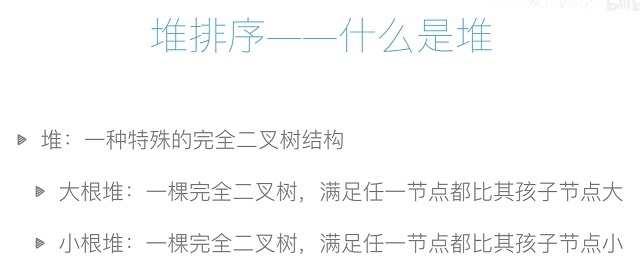 堆排序——什么是堆
堆：一种特殊的完全二叉树结构
大根堆：一棵完全二叉树，满足任一节点都比其孩子节点大
小根堆：一棵完全二叉树，满足任一节点都比其孩子节点小